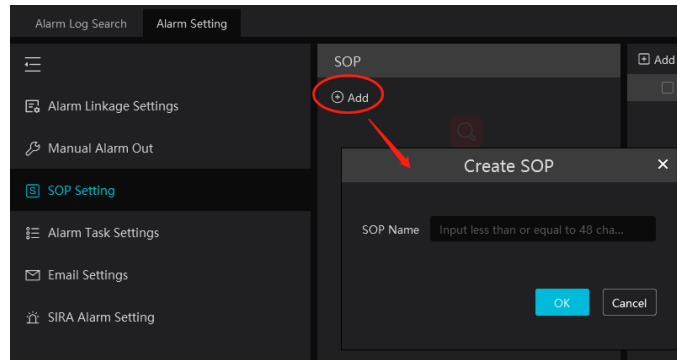 Alarm Log Search
Alarm Setting
SOP
Add
Add
Alarm Linkage Settings
Manual Alarm Out
SOP Setting
Alarm Task Settings
Email Settings
SIRA Alarm Setting
Create SOP
SOP Name
Input less than or equal to 48 cha...
OK
Cancel